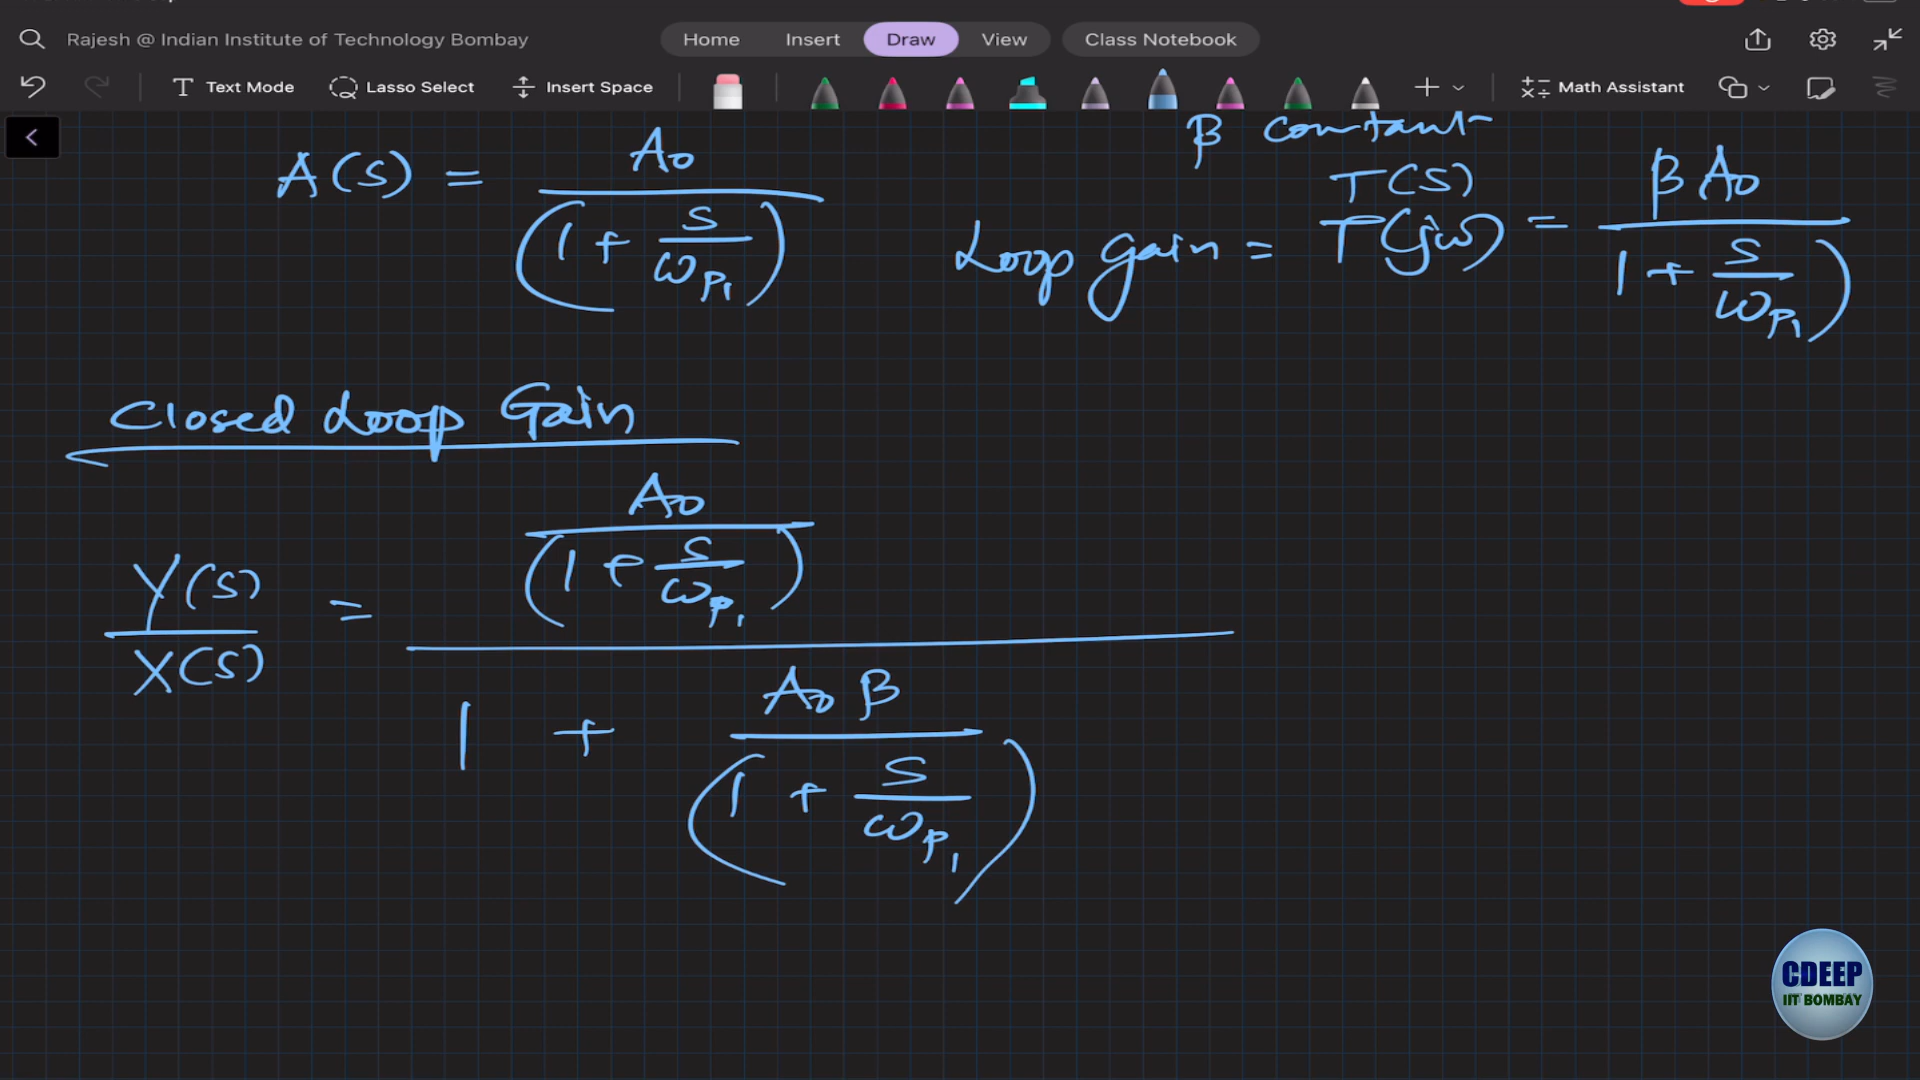 Rajesh @ Indian Institute of Technology Bombay
Home Insert Draw View Class Notebook
Text Mode Lasso Select Insert Space Math Assistant
β constant
A(s) = A₀ / (1 + s/ωp₁)
T(s)
Loop gain = T(jω) = β A₀ / (1 + s/ωp₁)
Closed Loop Gain
Y(s)/X(s) = (A₀ / (1 + s/ωp₁)) / (1 + A₀ β / (1 + s/ωp₁))
CDEEP
IIT BOMBAY